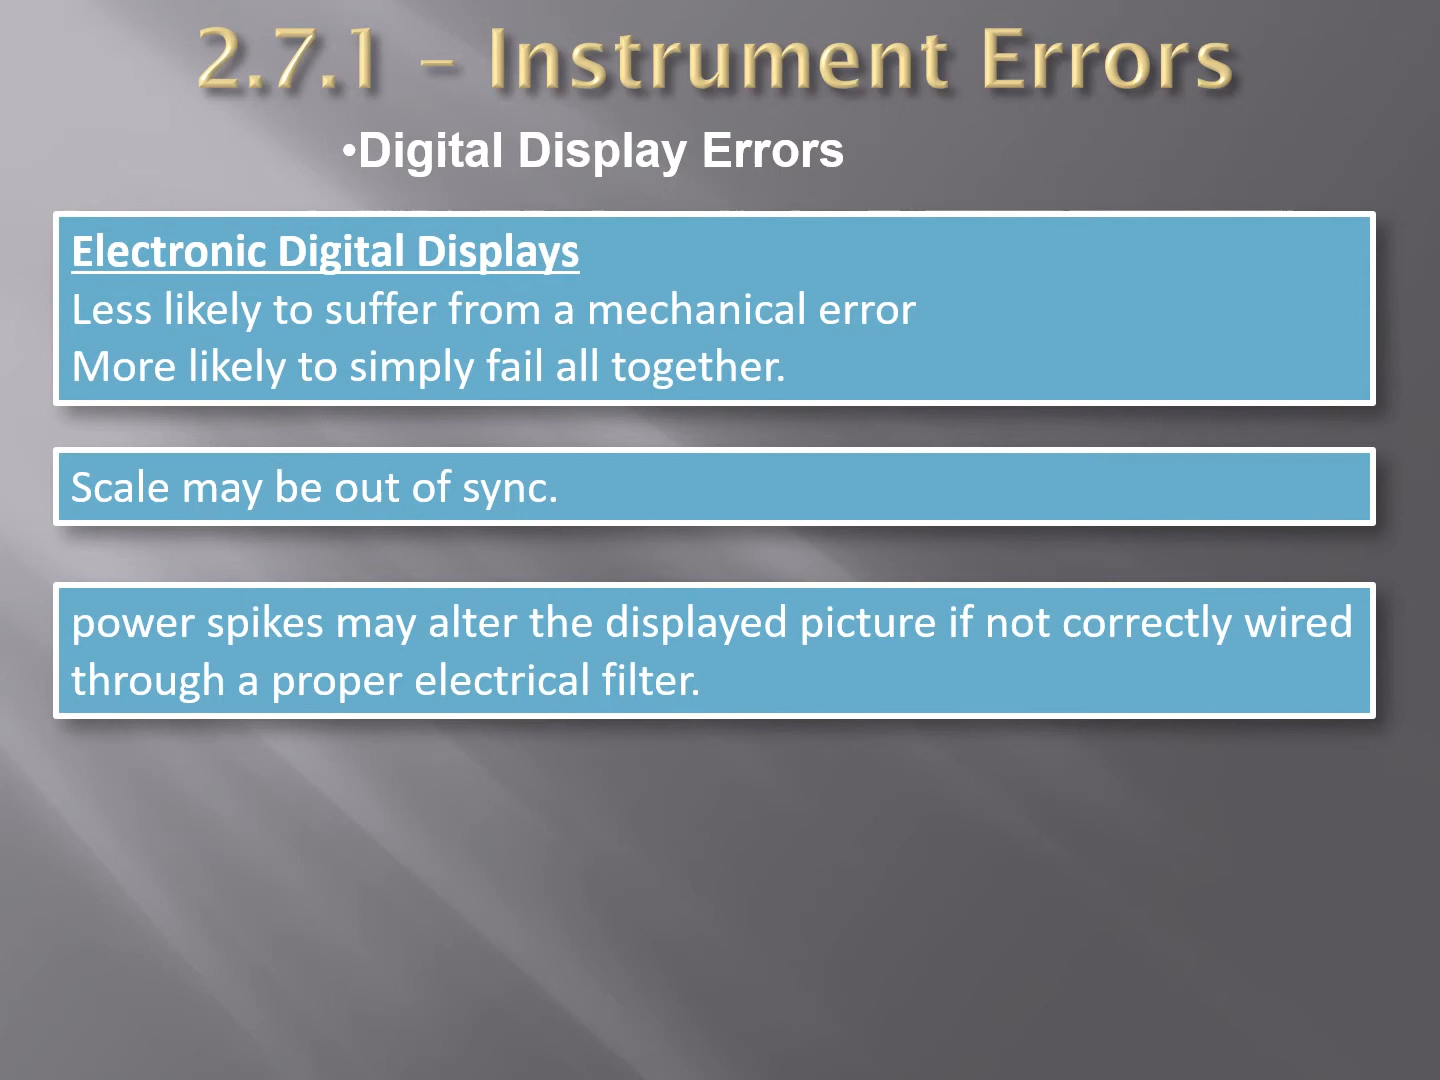 2.7.1 – Instrument Errors
•Digital Display Errors
Electronic Digital Displays
Less likely to suffer from a mechanical error
More likely to simply fail all together.
Scale may be out of sync.
power spikes may alter the displayed picture if not correctly wired
through a proper electrical filter.